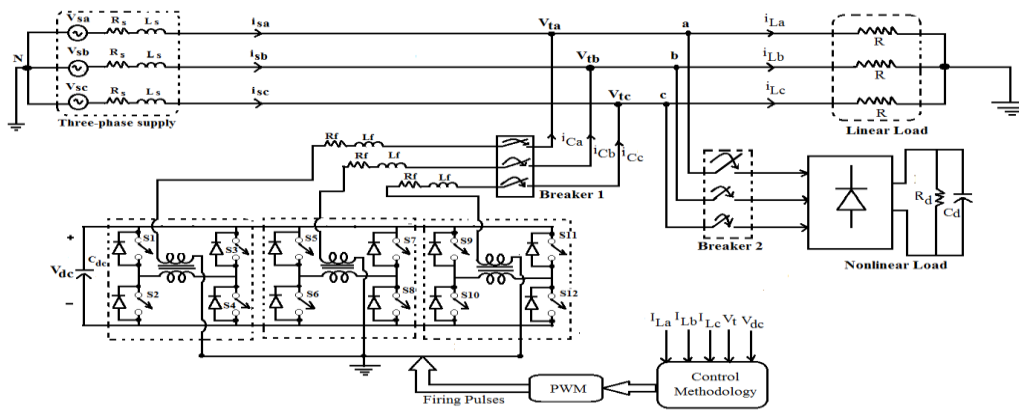 Vsa Rs Ls isa Vta a iLa R
N Vsb Rs Ls isb Vtb b iLb R
Vsc Rs Ls isc Vtc c iLc R
Three-phase supply
Linear Load
Rf Lf iCa
Rf Lf iCb
Rf Lf iCc
Breaker 1
Breaker 2
Rd Cd
Nonlinear Load
+ S1 S3 S5 S7 S9 S11
Vdc Cdc
− S2 S4 S6 S8 S10 S12
ILa ILb ILc Vt Vdc
Control
Methodology
PWM
Firing Pulses